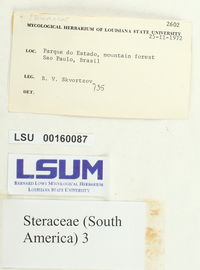 2602
MYCOLOGICAL HERBARIUM OF LOUISIANA STATE UNIVERSITY
25-II-1972
LOC. Parque do Estado, mountain forest
Sao Paulo, Brasil
LEG. B. V. Skvortzov
735
DET.
LSU 00160087
LSUM
BERNARD LOWY MYCOLOGICAL HERBARIUM
LOUISIANA STATE UNIVERSITY
Steraceae (South
America) 3